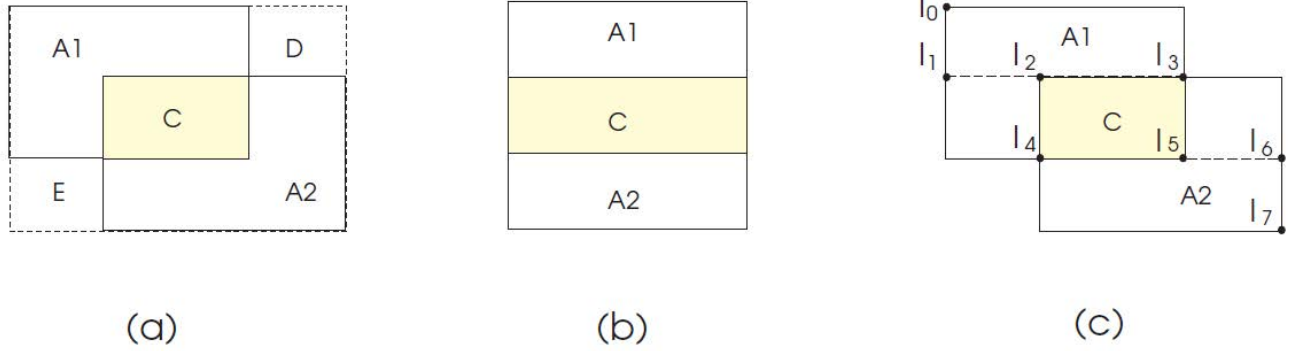 A1 D
C
E A2
(a)
A1
C
A2
(b)
I0
A1
I1 I2 I3
C
I4 I5 I6
A2
I7
(c)